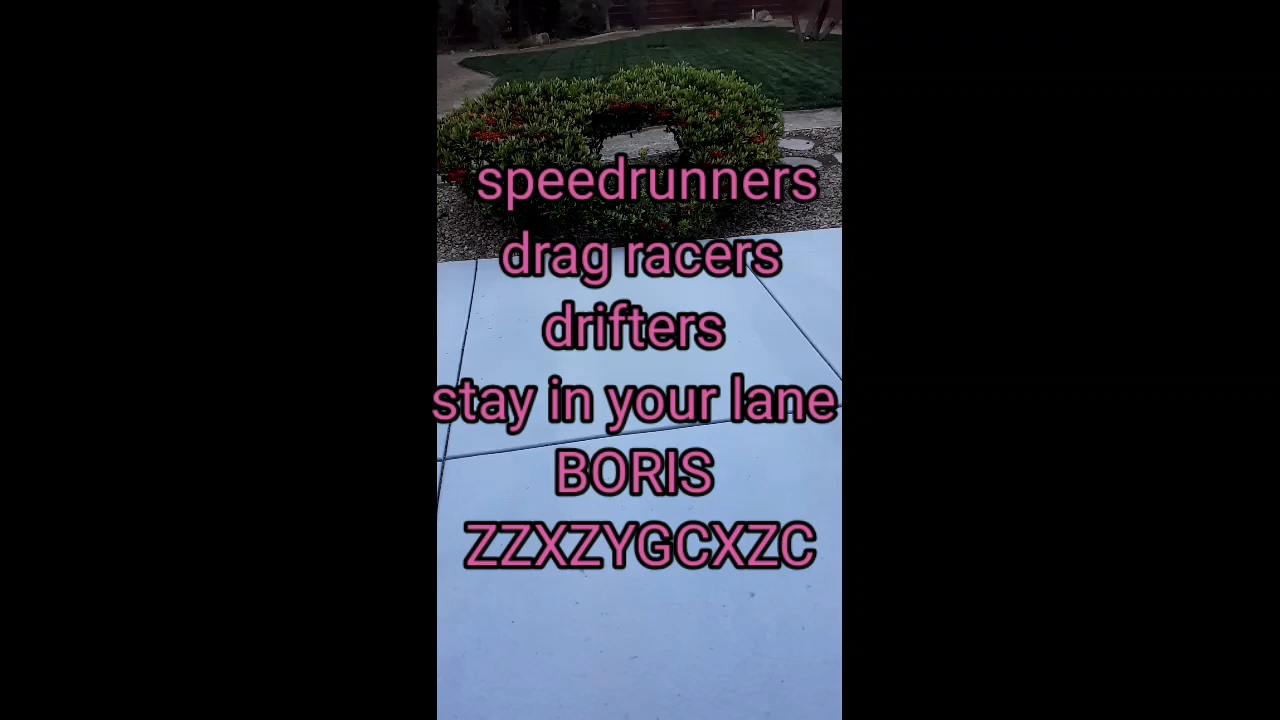 speedrunners
drag racers
drifters
stay in your lane
BORIS
ZZXZYGCXZC